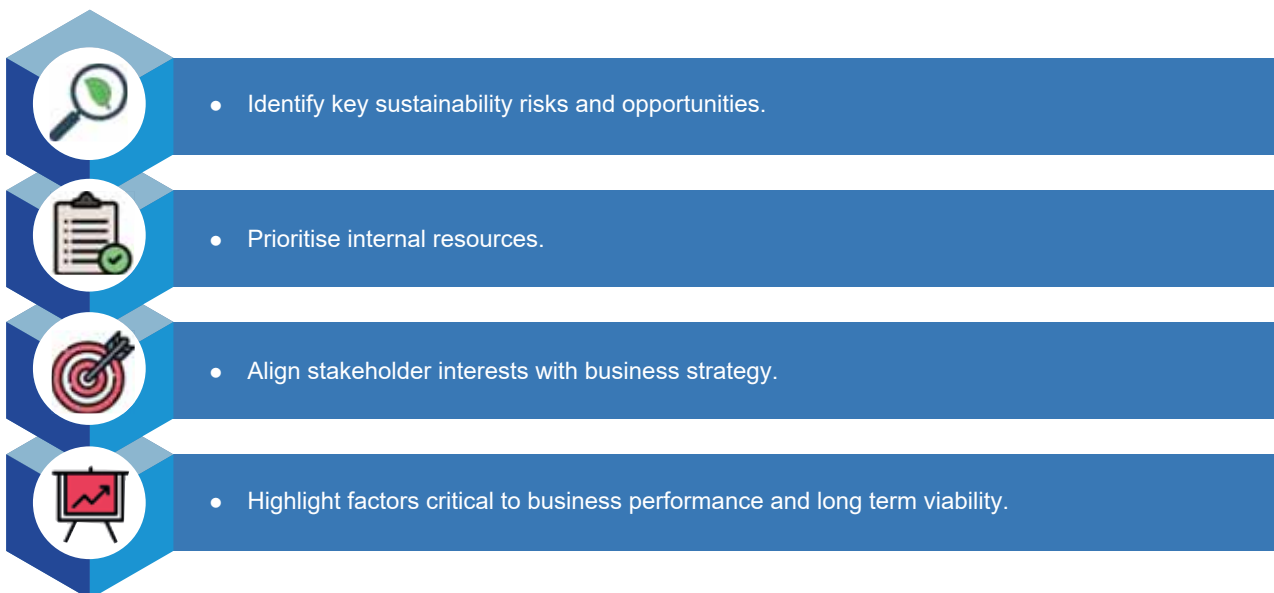 ● Identify key sustainability risks and opportunities.
● Prioritise internal resources.
● Align stakeholder interests with business strategy.
● Highlight factors critical to business performance and long term viability.